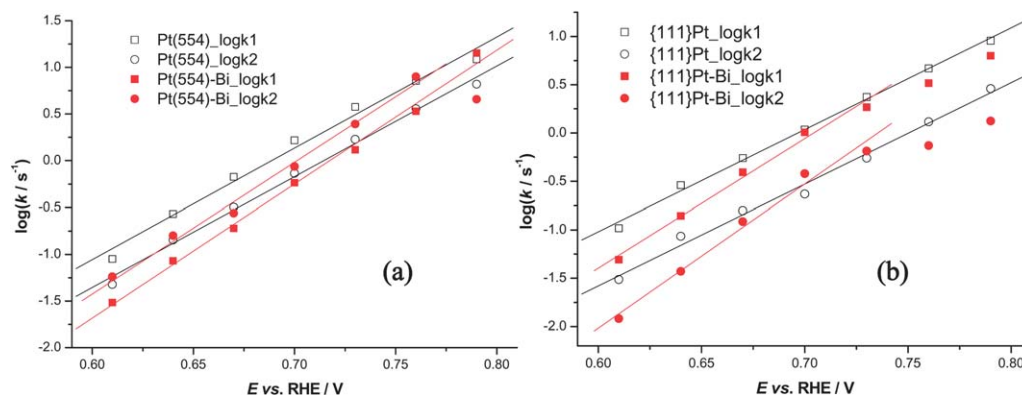 1.5
1.0
0.5
0.0
-0.5
-1.0
-1.5
-2.0
log(k / s⁻¹)
Pt(554)_logk1
Pt(554)_logk2
Pt(554)-Bi_logk1
Pt(554)-Bi_logk2
(a)
0.60 0.65 0.70 0.75 0.80
E vs. RHE / V
1.5
1.0
0.5
0.0
-0.5
-1.0
-1.5
-2.0
log(k / s⁻¹)
{111}Pt_logk1
{111}Pt_logk2
{111}Pt-Bi_logk1
{111}Pt-Bi_logk2
(b)
0.60 0.65 0.70 0.75 0.80
E vs. RHE / V